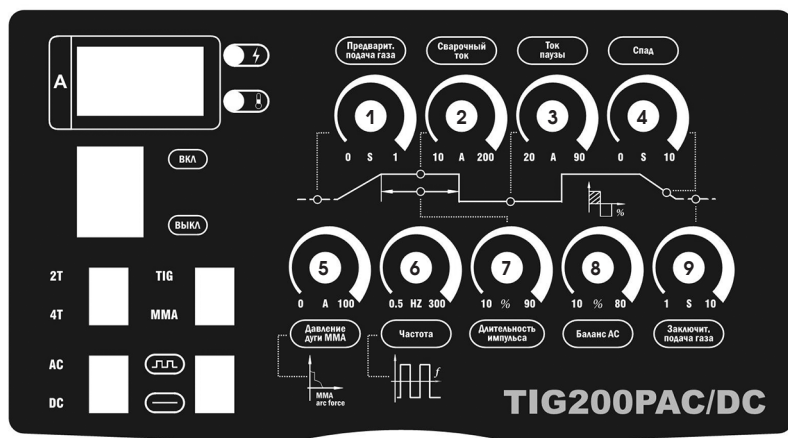 A
Предварит.
подача газа
Сварочный
ток
Ток
паузы
Спад
1
2
3
4
0 S 1
10 A 200
20 A 90
0 S 10
ВКЛ
ВЫКЛ
%
5
6
7
8
9
0 A 100
0.5 HZ 300
10 % 90
10 % 80
1 S 10
2T
TIG
4T
MMA
Давление
дуги ММА
Частота
Длительность
импульса
Баланс АС
Заключит.
подача газа
AC
DC
MMA
arc force
f
TIG200PAC/DC